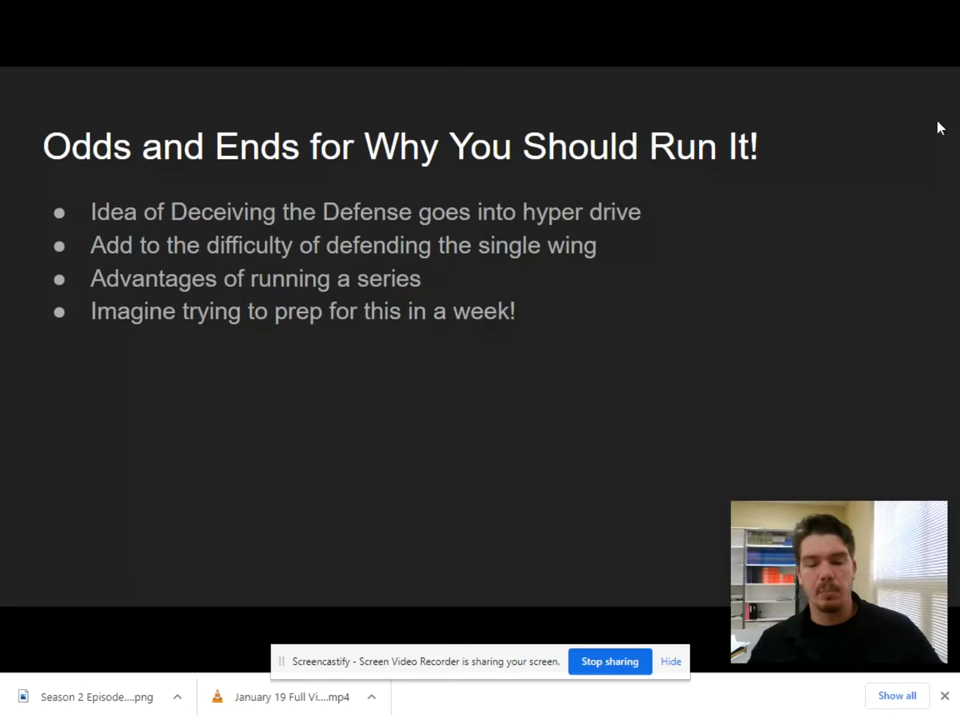 Odds and Ends for Why You Should Run It!
● Idea of Deceiving the Defense goes into hyper drive
● Add to the difficulty of defending the single wing
● Advantages of running a series
● Imagine trying to prep for this in a week!
Screencastify - Screen Video Recorder is sharing your screen. Stop sharing Hide
Season 2 Episode....png January 19 Full Vi....mp4 Show all